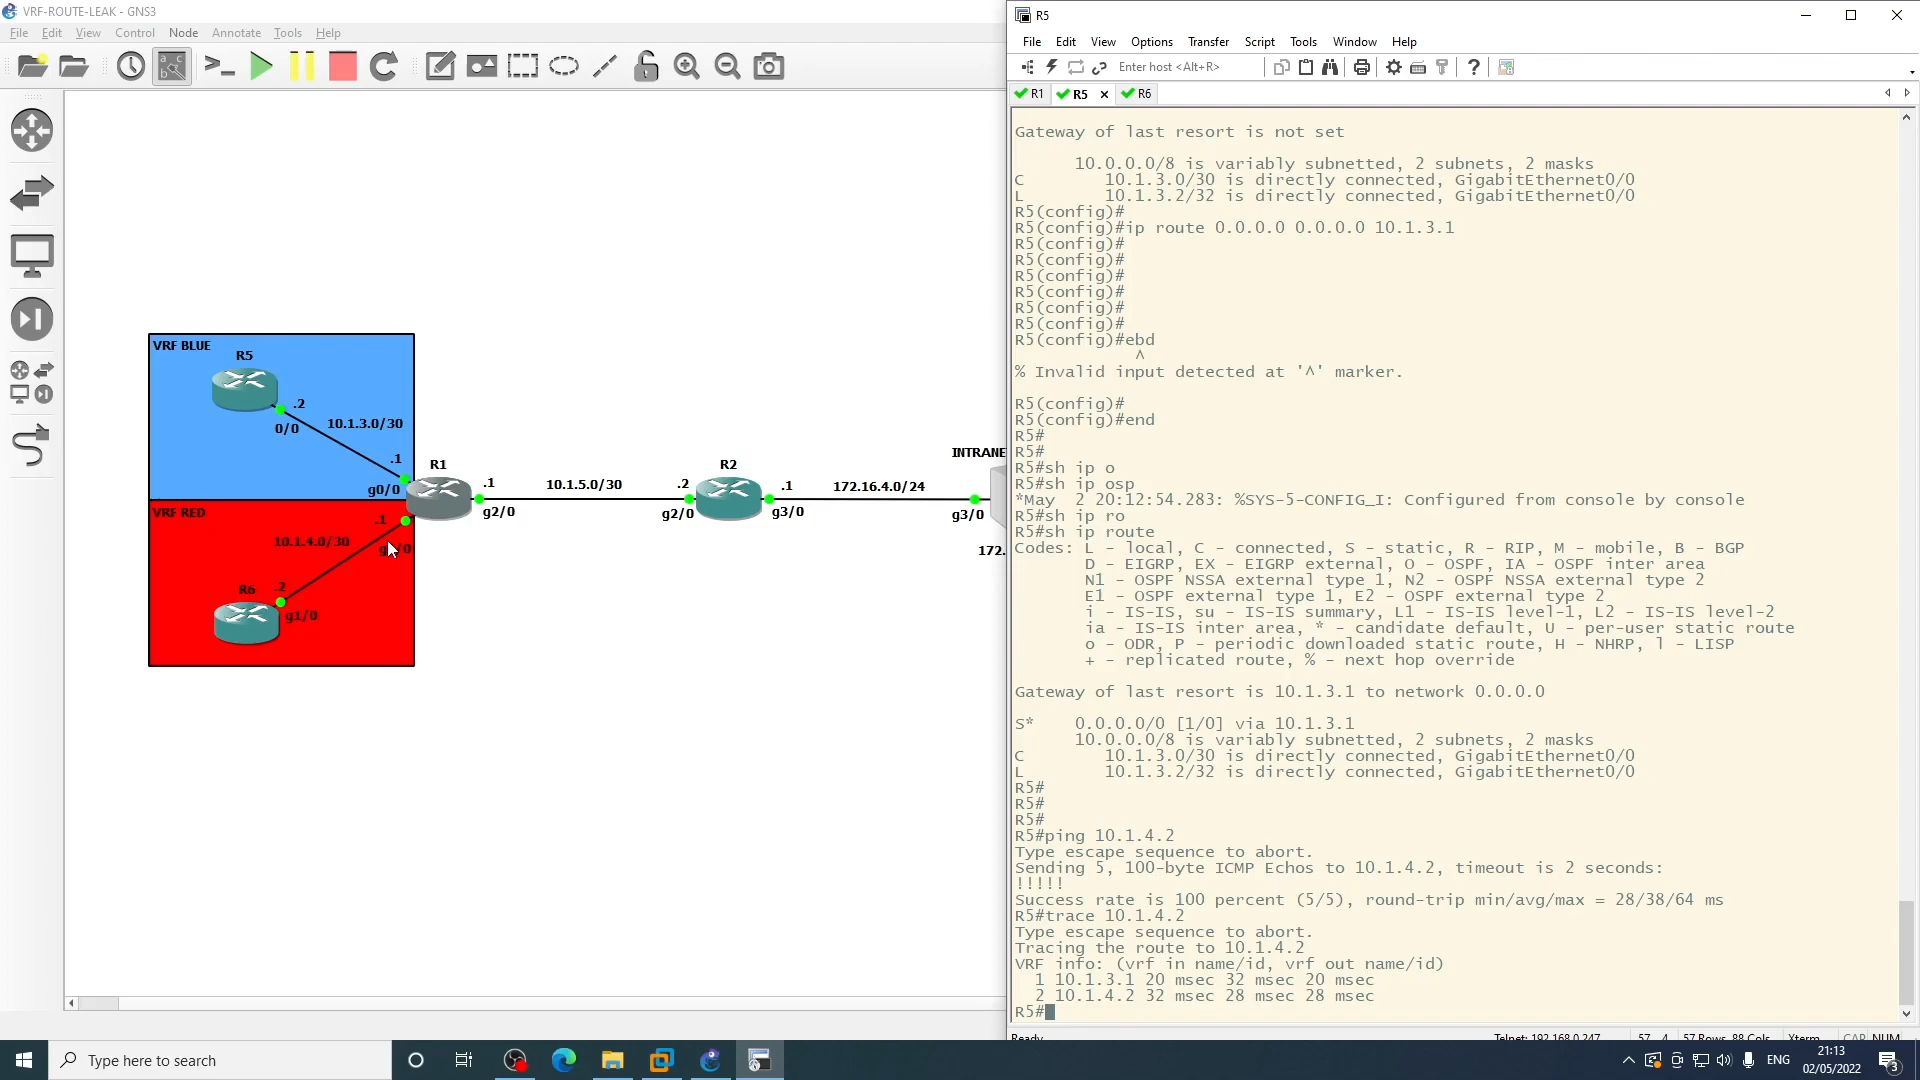 VRF-ROUTE-LEAK - GNS3
File Edit View Control Node Annotate Tools Help
VRF BLUE
R5
.2
0/0
10.1.3.0/30
.1
g0/0
R1
.1
g2/0
10.1.5.0/30
R2
.2
g2/0
.1
g3/0
172.16.4.0/24
INTRANE
g3/0
172.
VRF RED
.1
10.1.4.0/30
R6
.2
g1/0
R5
File Edit View Options Transfer Script Tools Window Help
Enter host <Alt+R>
R1 R5 R6
Gateway of last resort is not set
10.0.0.0/8 is variably subnetted, 2 subnets, 2 masks
C 10.1.3.0/30 is directly connected, GigabitEthernet0/0
L 10.1.3.2/32 is directly connected, GigabitEthernet0/0
R5(config)#
R5(config)#ip route 0.0.0.0 0.0.0.0 10.1.3.1
R5(config)#
R5(config)#
R5(config)#
R5(config)#
R5(config)#
R5(config)#
R5(config)#ebd
^
% Invalid input detected at '^' marker.
R5(config)#
R5(config)#end
R5#
R5#
R5#sh ip o
R5#sh ip osp
*May  2 20:12:54.283: %SYS-5-CONFIG_I: Configured from console by console
R5#sh ip ro
R5#sh ip route
Codes: L - local, C - connected, S - static, R - RIP, M - mobile, B - BGP
D - EIGRP, EX - EIGRP external, O - OSPF, IA - OSPF inter area
N1 - OSPF NSSA external type 1, N2 - OSPF NSSA external type 2
E1 - OSPF external type 1, E2 - OSPF external type 2
i - IS-IS, su - IS-IS summary, L1 - IS-IS level-1, L2 - IS-IS level-2
ia - IS-IS inter area, * - candidate default, U - per-user static route
o - ODR, P - periodic downloaded static route, H - NHRP, l - LISP
+ - replicated route, % - next hop override
Gateway of last resort is 10.1.3.1 to network 0.0.0.0
S* 0.0.0.0/0 [1/0] via 10.1.3.1
10.0.0.0/8 is variably subnetted, 2 subnets, 2 masks
C 10.1.3.0/30 is directly connected, GigabitEthernet0/0
L 10.1.3.2/32 is directly connected, GigabitEthernet0/0
R5#
R5#
R5#
R5#ping 10.1.4.2
Type escape sequence to abort.
Sending 5, 100-byte ICMP Echos to 10.1.4.2, timeout is 2 seconds:
!!!!!
Success rate is 100 percent (5/5), round-trip min/avg/max = 28/38/64 ms
R5#trace 10.1.4.2
Type escape sequence to abort.
Tracing the route to 10.1.4.2
VRF info: (vrf in name/id, vrf out name/id)
1 10.1.3.1 20 msec 32 msec 20 msec
2 10.1.4.2 32 msec 28 msec 28 msec
R5#
Ready Telnet: 192.168.0.247 57, 4 57 Rows, 88 Cols Xterm CAP NUM
Type here to search
ENG
21:13
02/05/2022
3